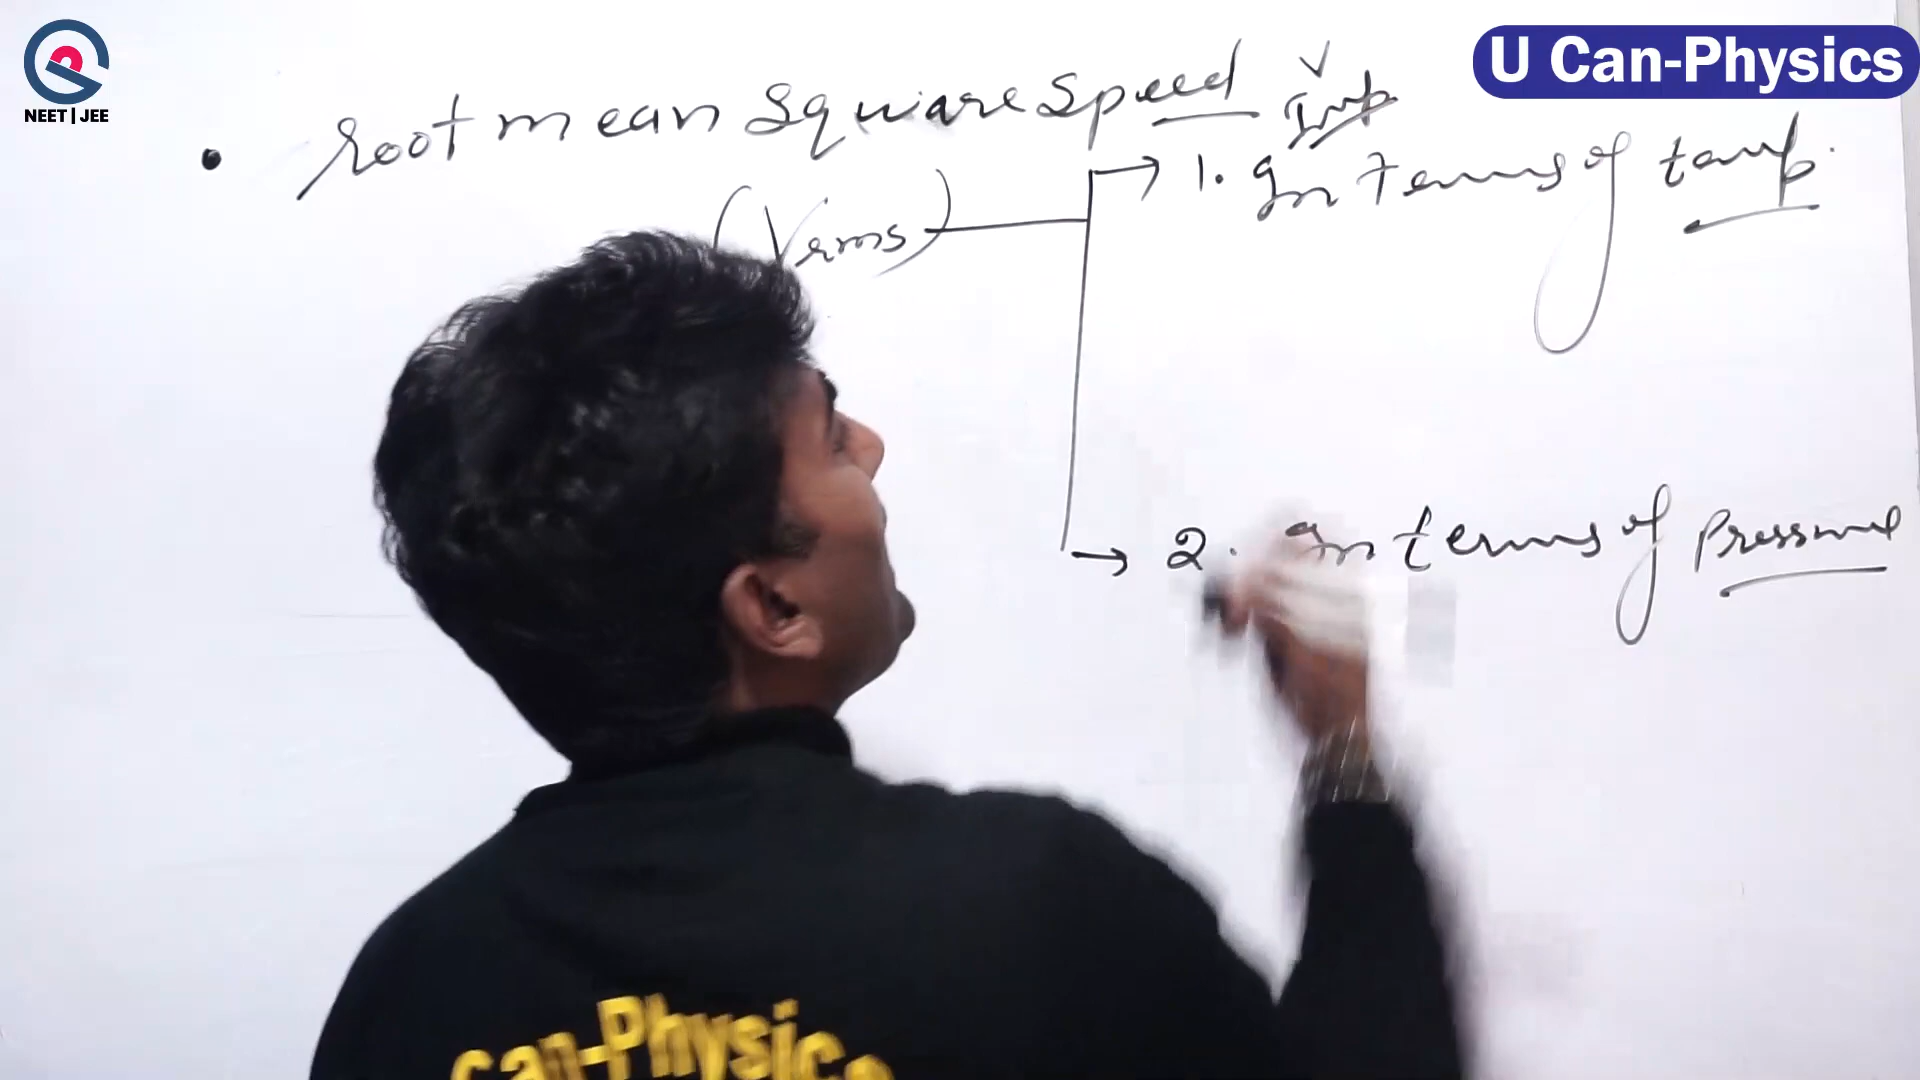 NEET|JEE
U Can-Physics
• root mean square speed Imp
(Vrms) → 1. In terms of temp.
→ 2. In terms of Pressure
Can-Physics